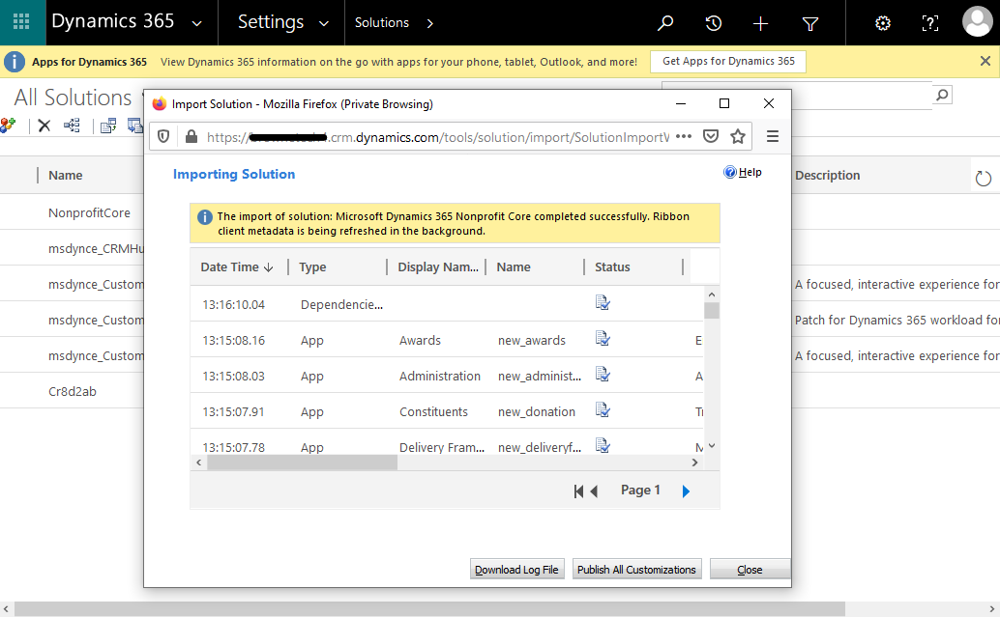 Dynamics 365
Settings
Solutions
Apps for Dynamics 365 View Dynamics 365 information on the go with apps for your phone, tablet, Outlook, and more! Get Apps for Dynamics 365
All Solutions
Import Solution - Mozilla Firefox (Private Browsing)
.crm.dynamics.com/tools/solution/import/SolutionImportW
https://
Importing Solution
Help
The import of solution: Microsoft Dynamics 365 Nonprofit Core completed successfully. Ribbon
client metadata is being refreshed in the background.
Date Time Type Display Nam... Name Status
13:16:10.04 Dependencie...
13:15:08.16 App Awards new_awards E
13:15:08.03 App Administration new_administ... A
13:15:07.91 App Constituents new_donation Tr
13:15:07.78 App Delivery Fram... new_deliveryf... M
Page 1
Download Log File Publish All Customizations Close
Name
NonprofitCore
msdynce_CRMHu
msdynce_Custom
msdynce_Custom
msdynce_Custom
Cr8d2ab
Description
A focused, interactive experience for
Patch for Dynamics 365 workload for
A focused, interactive experience for